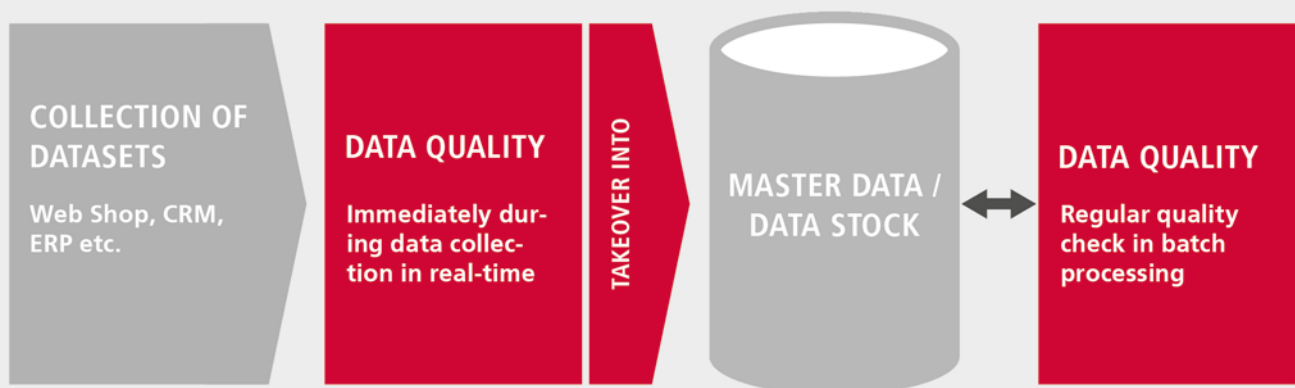 COLLECTION OF
DATASETS
Web Shop, CRM,
ERP etc.
DATA QUALITY
Immediately dur-
ing data collec-
tion in real-time
TAKEOVER INTO
MASTER DATA /
DATA STOCK
DATA QUALITY
Regular quality
check in batch
processing